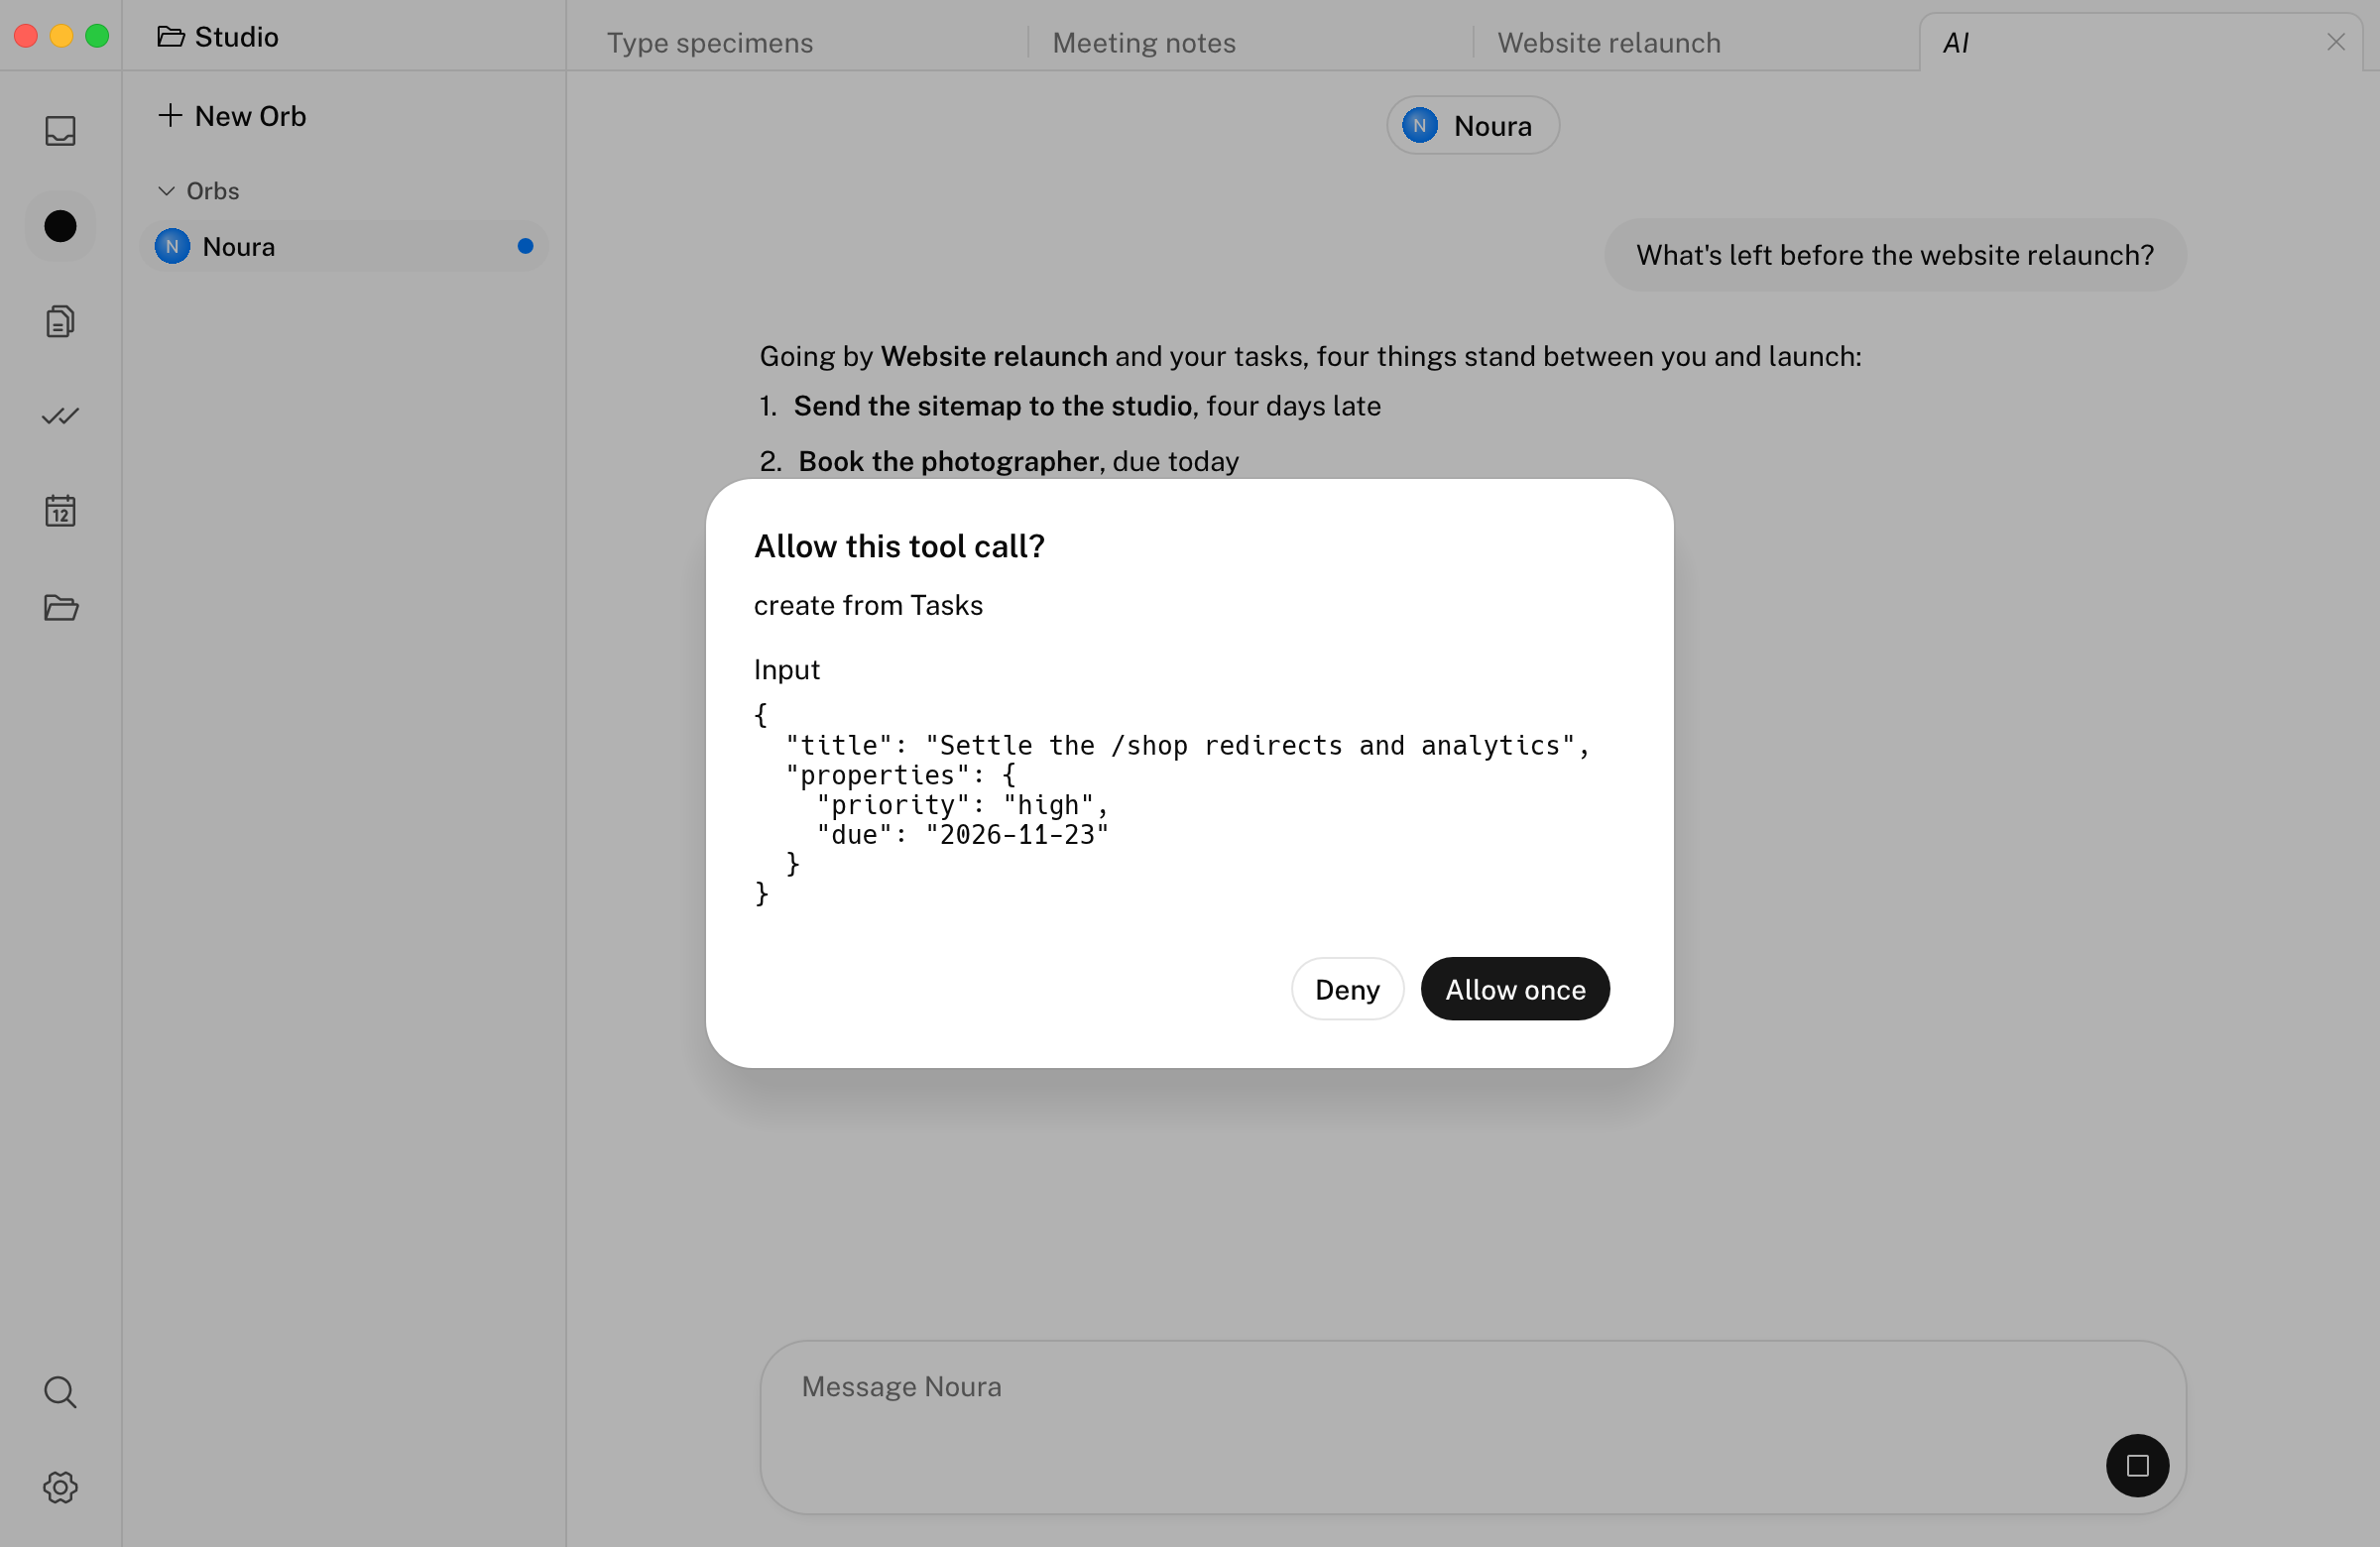 Studio
Type specimens
Meeting notes
Website relaunch
AI
New Orb
Orbs
N Noura
12
N Noura
What's left before the website relaunch?
Going by Website relaunch and your tasks, four things stand between you and launch:
1. Send the sitemap to the studio, four days late
2. Book the photographer, due today
Allow this tool call?
create from Tasks
Input
{
  "title": "Settle the /shop redirects and analytics",
  "properties": {
    "priority": "high",
    "due": "2026-11-23"
  }
}
Deny
Allow once
Message Noura